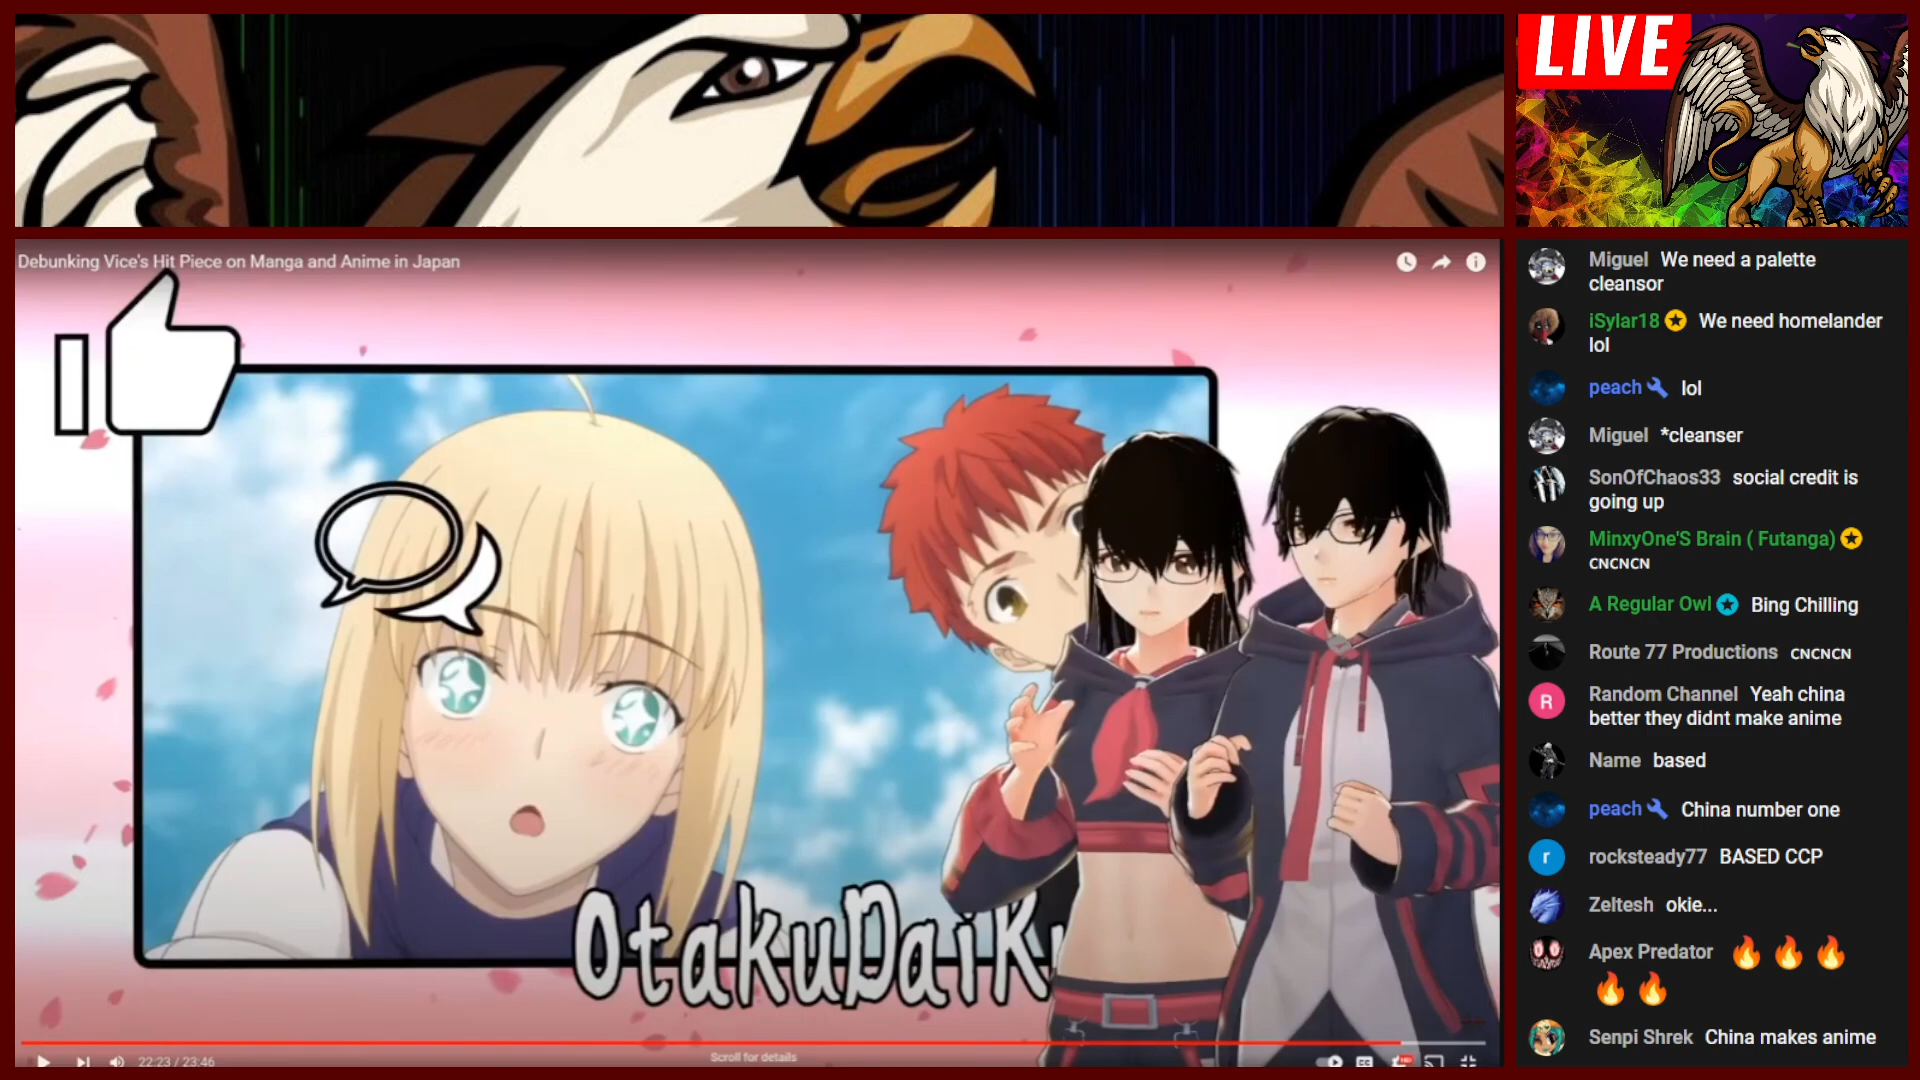 LIVE
Debunking Vice's Hit Piece on Manga and Anime in Japan
OtakuDaiK
22:23 / 23:46
Scroll for details
CC
HD
Miguel We need a palette
cleansor
iSylar18 We need homelander
lol
peach lol
Miguel *cleanser
SonOfChaos33 social credit is
going up
MinxyOne'S Brain ( Futanga)
CNCNCN
A Regular Owl Bing Chilling
Route 77 Productions CNCNCN
R
Random Channel Yeah china
better they didnt make anime
Name based
peach China number one
r
rocksteady77 BASED CCP
Zeltesh okie...
Apex Predator 🔥 🔥 🔥
🔥 🔥
Senpi Shrek China makes anime